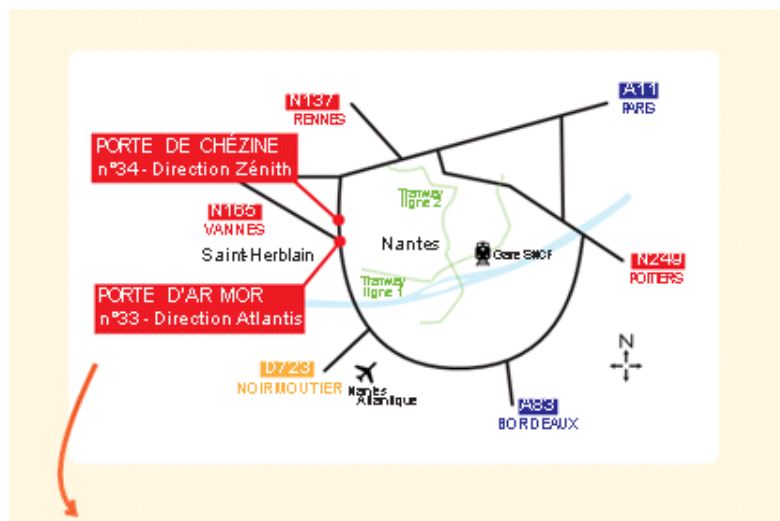 A11
PARIS
N137
RENNES
PORTE DE CHÉZINE
n°34 - Direction Zénith
Tramway
ligne 2
N165
VANNES
Saint-Herblain
Nantes
Gare SNCF
N249
POITIERS
Tramway
ligne 1
PORTE D'AR MOR
n°33 - Direction Atlantis
N
D723
NOIRMOUTIER
Nantes
Atlantique
A83
BORDEAUX